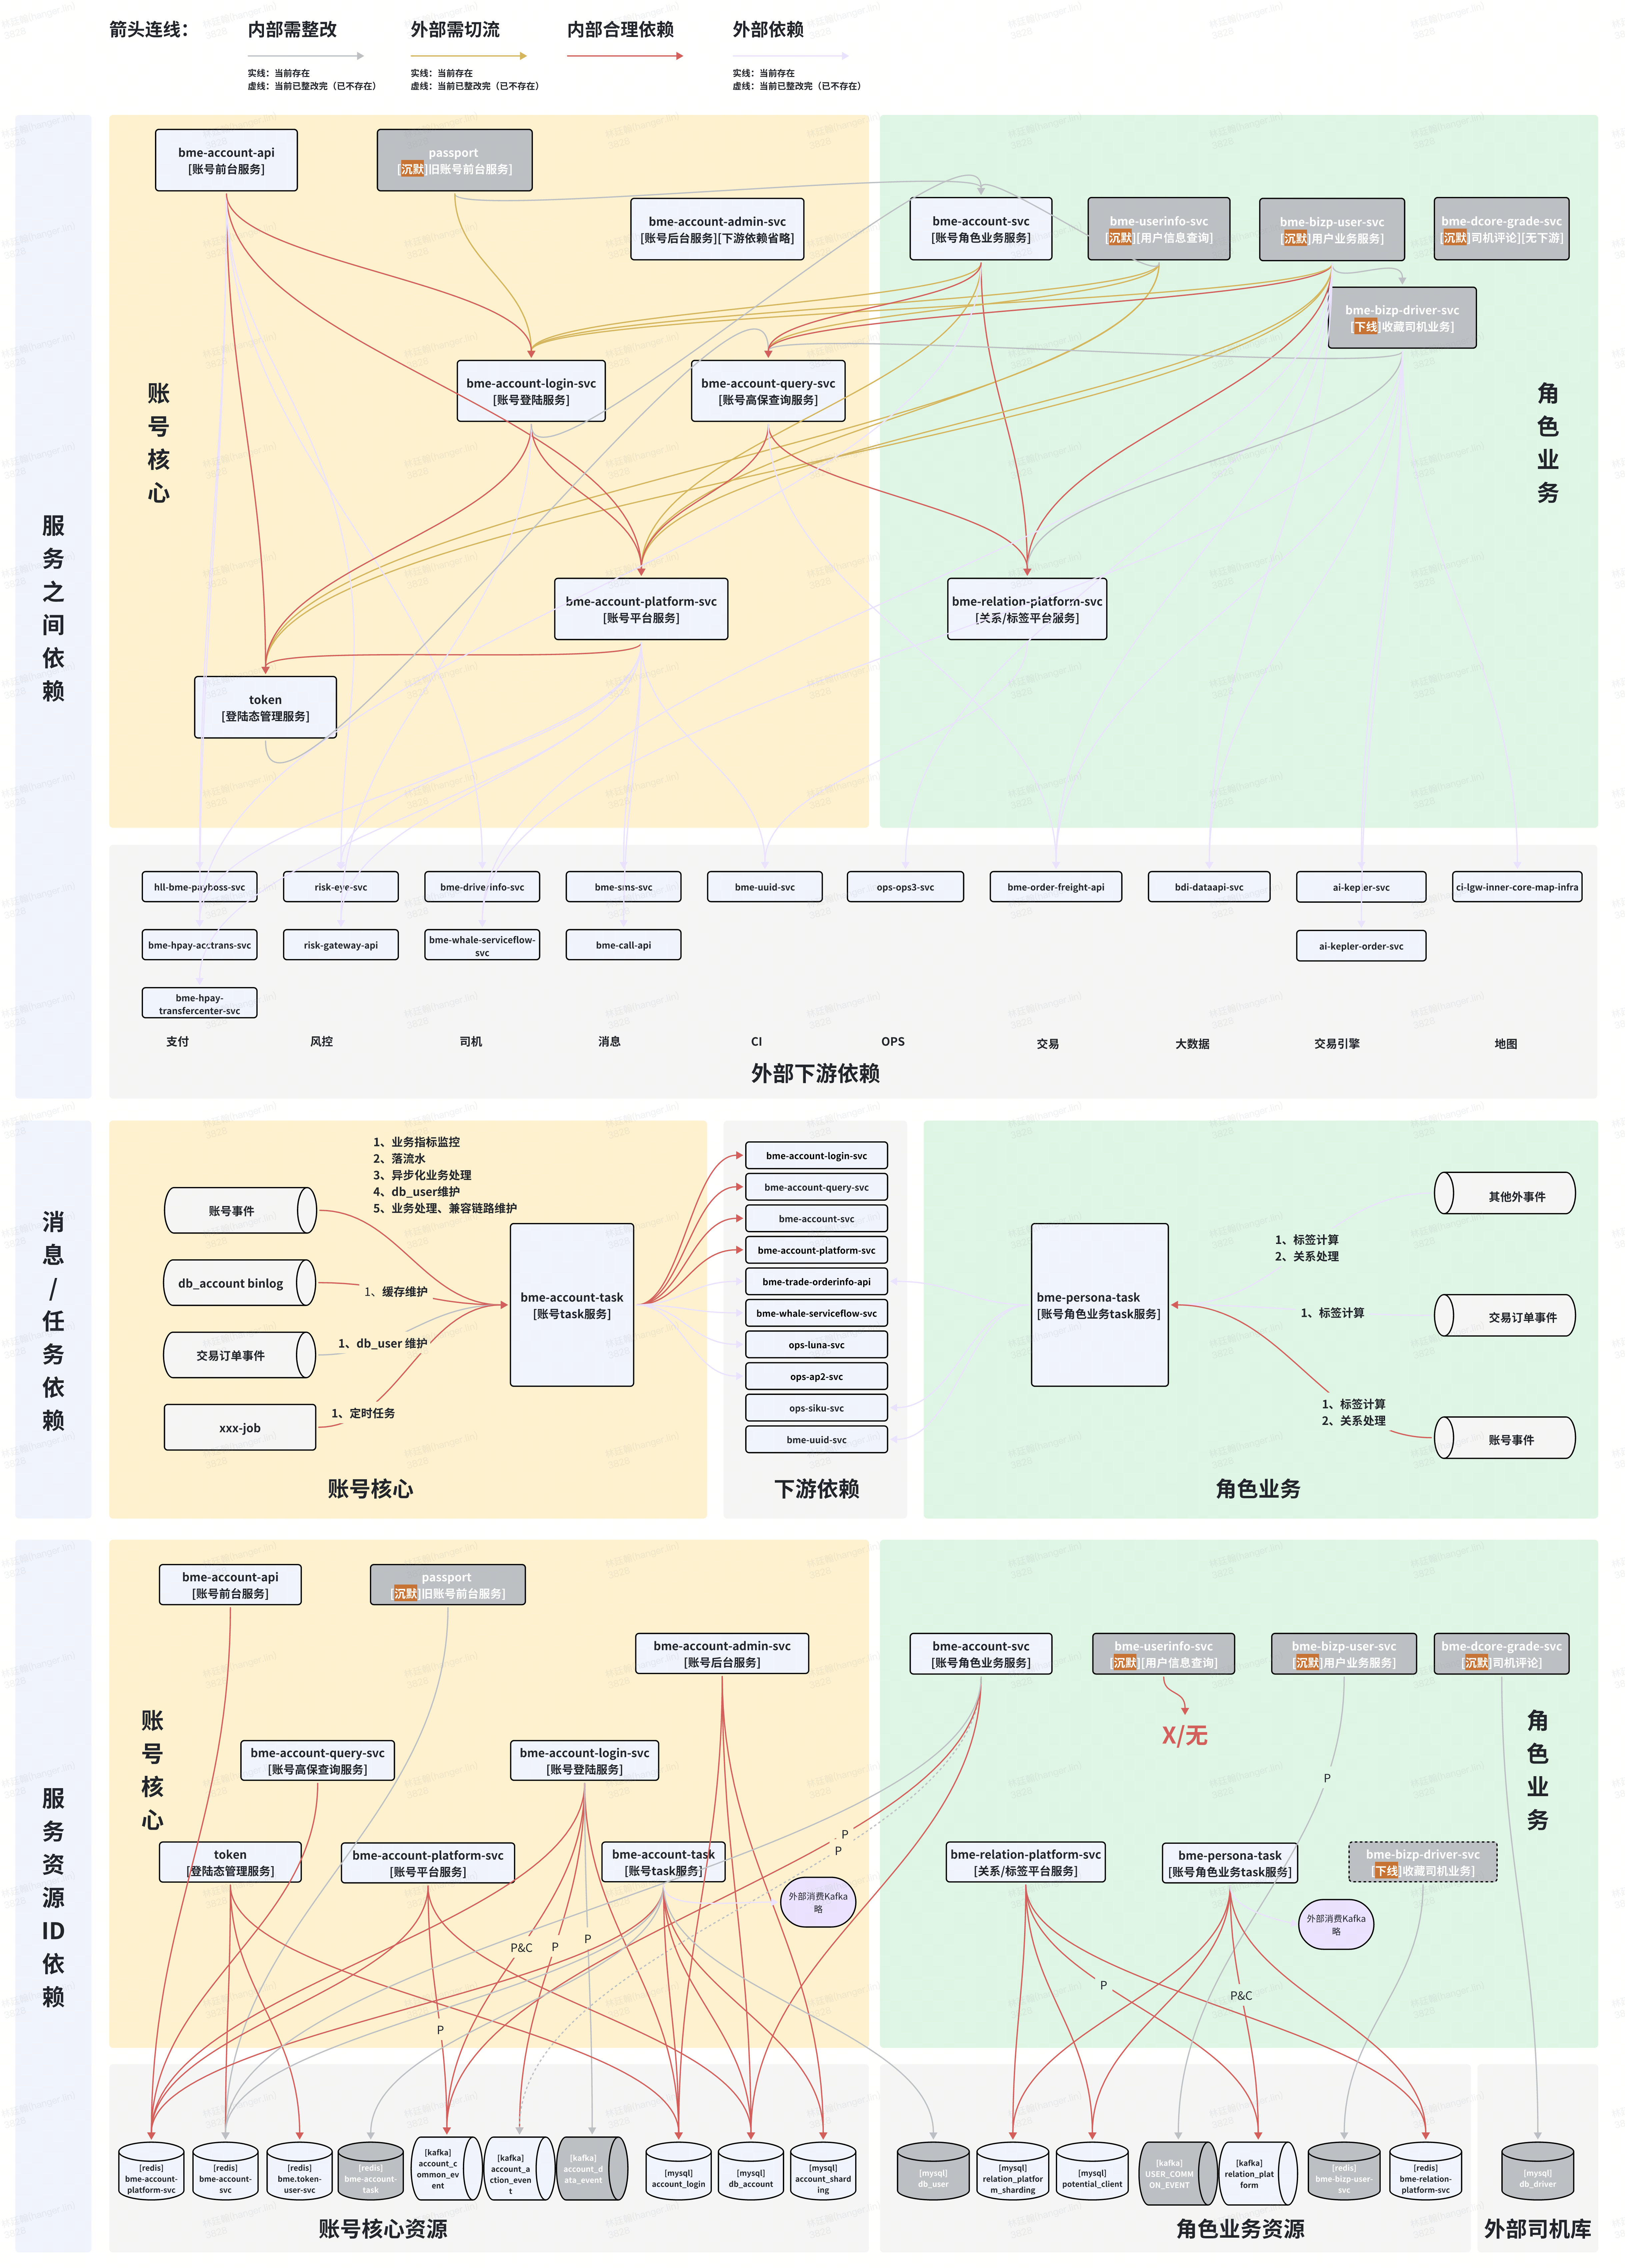 箭头连线：
内部需整改
外部需切流
内部合理依赖
外部依赖
实线：当前存在
虚线：当前已整改完（已不存在）
实线：当前存在
虚线：当前已整改完（已不存在）
实线：当前存在
虚线：当前已整改完（已不存在）
服务之间依赖
账号核心
角色业务
bme-account-api
[账号前台服务]
passport
[沉默]旧账号前台服务]
bme-account-admin-svc
[账号后台服务][下游依赖省略]
bme-account-svc
[账号角色业务服务]
bme-userinfo-svc
[沉默][用户信息查询]
bme-bizp-user-svc
[沉默]用户业务服务]
bme-dcore-grade-svc
[沉默]司机评论][无下游]
bme-bizp-driver-svc
[下线]收藏司机业务]
bme-account-login-svc
[账号登陆服务]
bme-account-query-svc
[账号高保查询服务]
bme-account-platform-svc
[账号平台服务]
bme-relation-platform-svc
[关系/标签平台服务]
token
[登陆态管理服务]
hll-bme-payboss-svc
risk-eye-svc
bme-driverinfo-svc
bme-sms-svc
bme-uuid-svc
ops-ops3-svc
bme-order-freight-api
bdi-dataapi-svc
ai-kepler-svc
ci-lgw-inner-core-map-infra
bme-hpay-acctrans-svc
risk-gateway-api
bme-whale-serviceflow-
svc
bme-call-api
ai-kepler-order-svc
bme-hpay-
transfercenter-svc
支付
风控
司机
消息
CI
OPS
交易
大数据
交易引擎
地图
外部下游依赖
消息/任务依赖
1、业务指标监控
2、落流水
3、异步化业务处理
4、db_user维护
5、业务处理、兼容链路维护
账号事件
db_account binlog
1、缓存维护
交易订单事件
1、db_user 维护
xxx-job
1、定时任务
bme-account-task
[账号task服务]
账号核心
bme-account-login-svc
bme-account-query-svc
bme-account-svc
bme-account-platform-svc
bme-trade-orderinfo-api
bme-whale-serviceflow-svc
ops-luna-svc
ops-ap2-svc
ops-siku-svc
bme-uuid-svc
下游依赖
bme-persona-task
[账号角色业务task服务]
其他外事件
1、标签计算
2、关系处理
交易订单事件
1、标签计算
1、标签计算
2、关系处理
账号事件
角色业务
服务资源ID依赖
账号核心
角色业务
bme-account-api
[账号前台服务]
passport
[沉默]旧账号前台服务]
bme-account-admin-svc
[账号后台服务]
bme-account-svc
[账号角色业务服务]
bme-userinfo-svc
[沉默][用户信息查询]
bme-bizp-user-svc
[沉默]用户业务服务]
bme-dcore-grade-svc
[沉默]司机评论]
X/无
bme-account-query-svc
[账号高保查询服务]
bme-account-login-svc
[账号登陆服务]
P
P
P
token
[登陆态管理服务]
bme-account-platform-svc
[账号平台服务]
bme-account-task
[账号task服务]
bme-relation-platform-svc
[关系/标签平台服务]
bme-persona-task
[账号角色业务task服务]
bme-bizp-driver-svc
[下线]收藏司机业务]
外部消费Kafka
略
外部消费Kafka
略
P&C
P
P
P
P
P&C
[redis]
bme-account-
platform-svc
[redis]
bme-account-
svc
[redis]
bme.token-
user-svc
[redis]
bme-account-
task
[kafka]
account_c
ommon_ev
ent
[kafka]
account_a
ction_even
t
[kafka]
account_d
ata_event
[mysql]
account_login
[mysql]
db_account
[mysql]
account_shard
ing
[mysql]
db_user
[mysql]
relation_platfor
m_sharding
[mysql]
potential_client
[kafka]
USER_COMM
ON_EVENT
[kafka]
relation_plat
form
[redis]
bme-bizp-user-
svc
[redis]
bme-relation-
platform-svc
[mysql]
db_driver
账号核心资源
角色业务资源
外部司机库